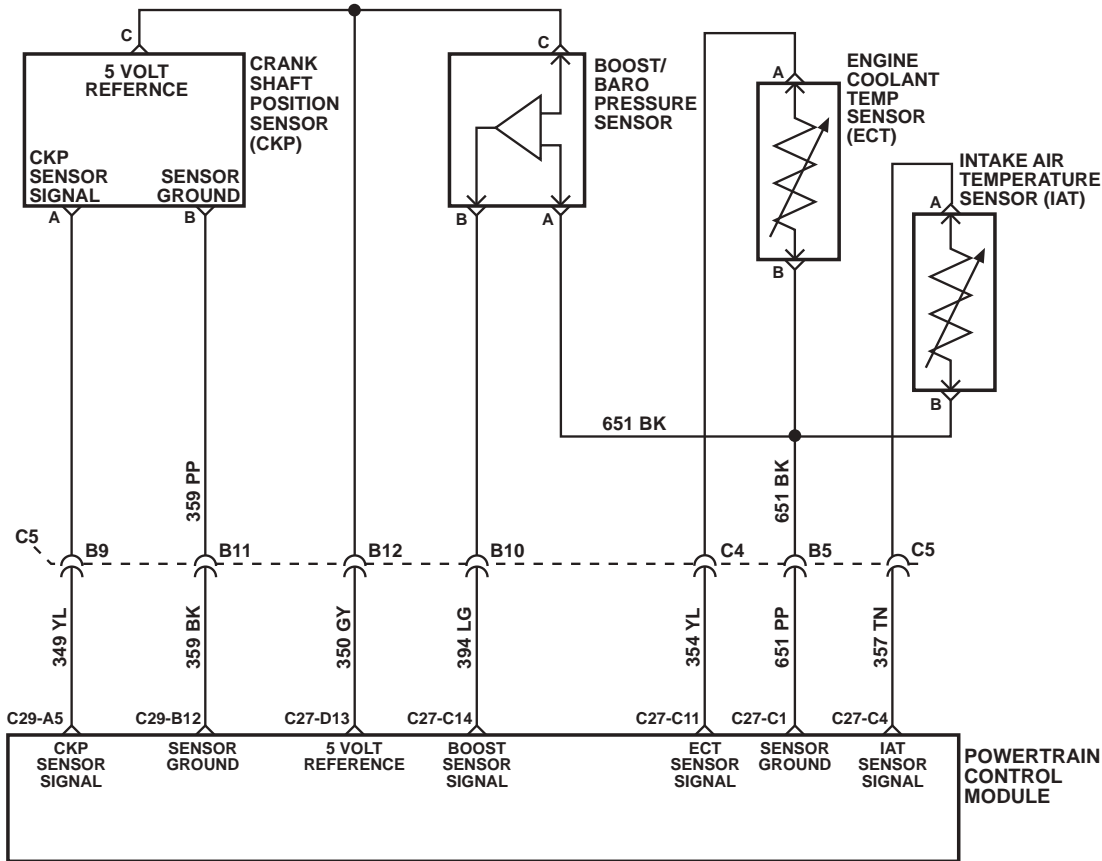 C
5 VOLT
REFERNCE
CKP
SENSOR
SIGNAL
SENSOR
GROUND
A
B
CRANK
SHAFT
POSITION
SENSOR
(CKP)
C
B
A
BOOST/
BARO
PRESSURE
SENSOR
A
B
ENGINE
COOLANT
TEMP
SENSOR
(ECT)
INTAKE AIR
TEMPERATURE
SENSOR (IAT)
A
B
651 BK
359 PP
651 BK
C5
B9
B11
B12
B10
C4
B5
C5
349 YL
359 BK
350 GY
394 LG
354 YL
651 PP
357 TN
C29-A5
C29-B12
C27-D13
C27-C14
C27-C11
C27-C1
C27-C4
CKP
SENSOR
SIGNAL
SENSOR
GROUND
5 VOLT
REFERENCE
BOOST
SENSOR
SIGNAL
ECT
SENSOR
SIGNAL
SENSOR
GROUND
IAT
SENSOR
SIGNAL
POWERTRAIN
CONTROL
MODULE